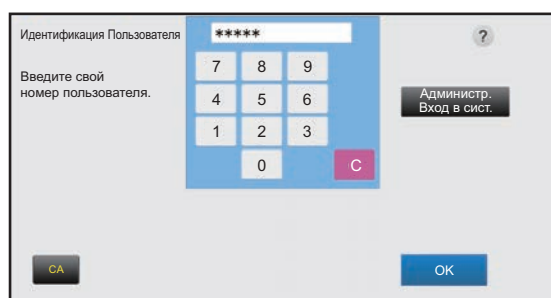 Идентификация Пользователя
*****
?
Введите свой
номер пользователя.
7 8 9
4 5 6
1 2 3
0 C
Администр.
Вход в сист.
CA
OK